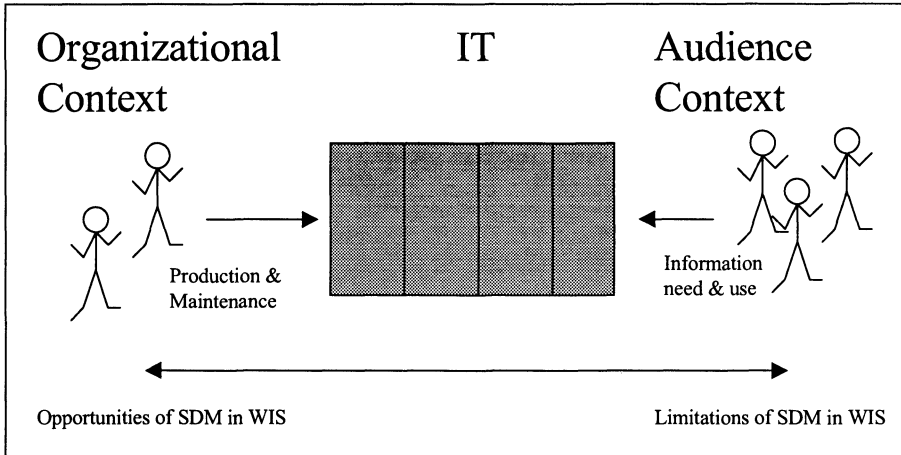 Organizational
Context
IT
Audience
Context
Production &
Maintenance
Information
need & use
Opportunities of SDM in WIS
Limitations of SDM in WIS